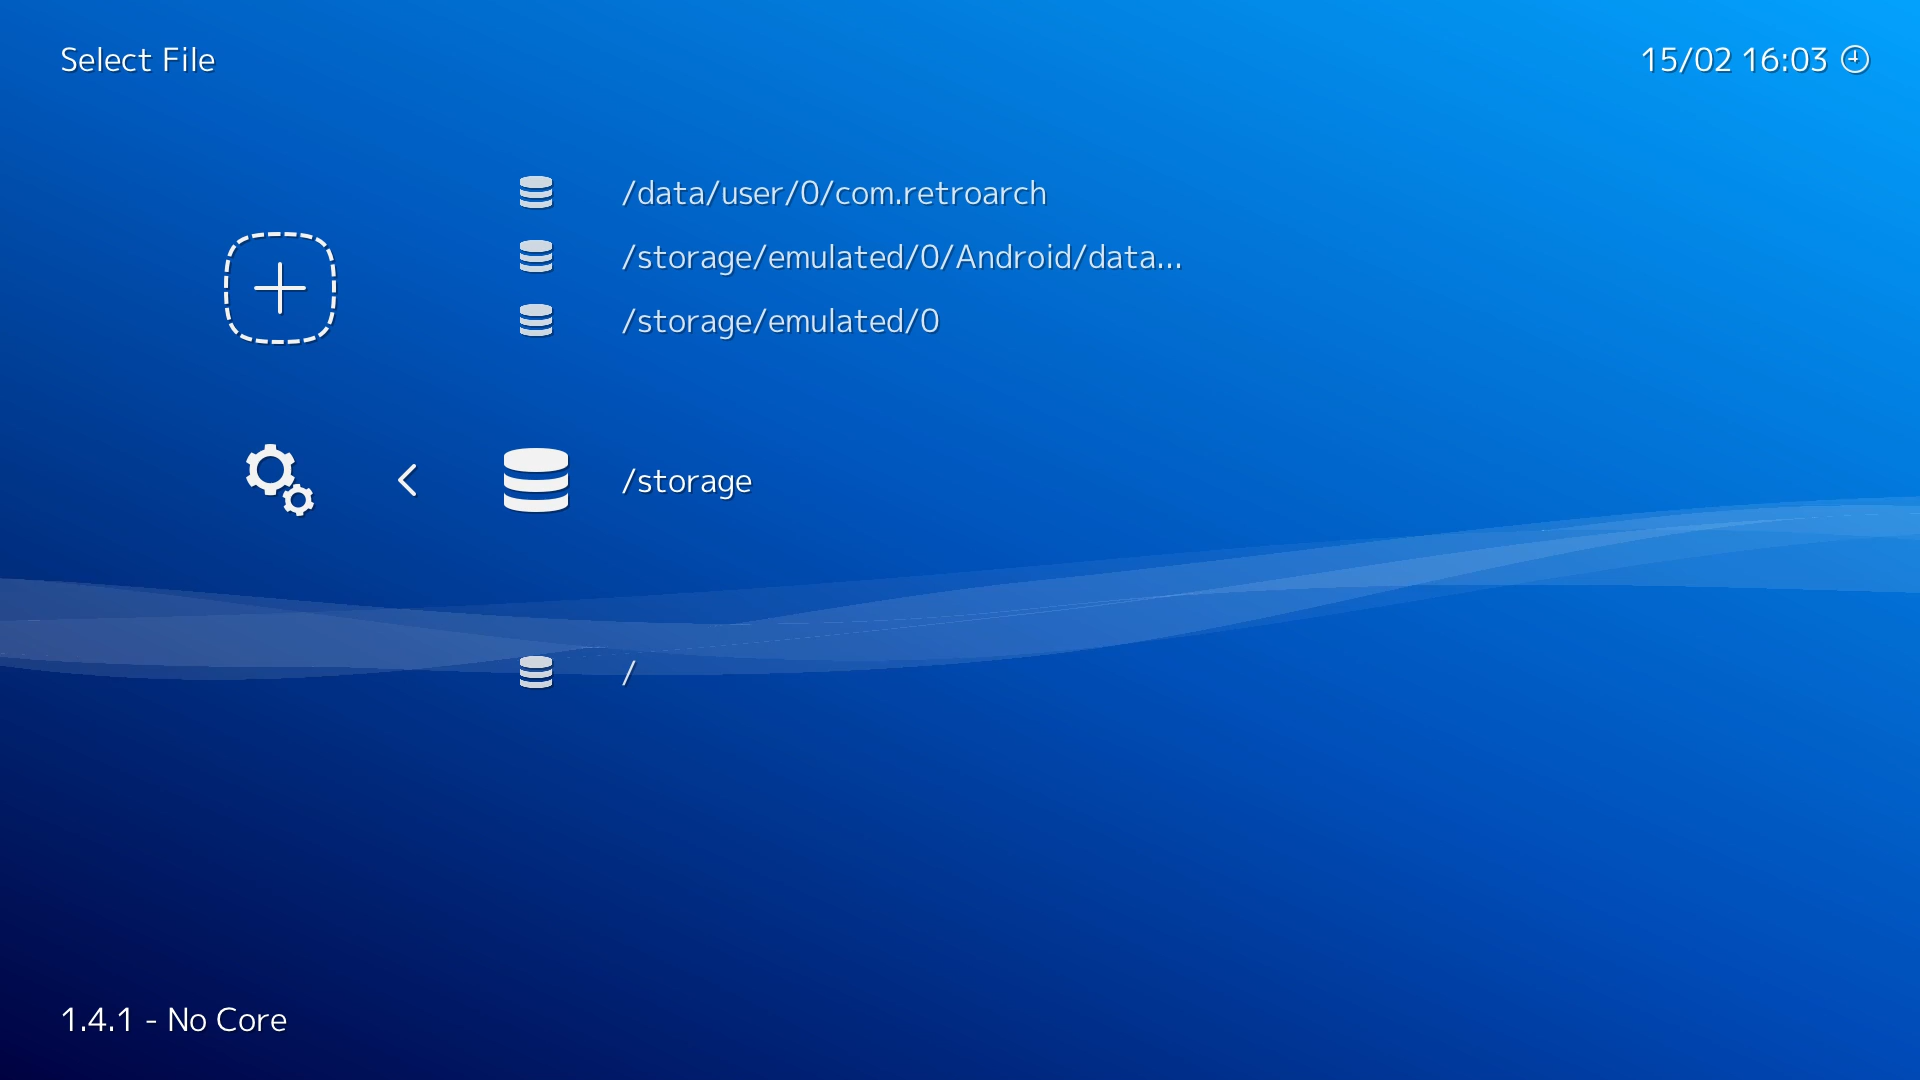 Select File
15/02 16:03
/data/user/0/com.retroarch
/storage/emulated/0/Android/data...
/storage/emulated/0
/storage
/
1.4.1 - No Core